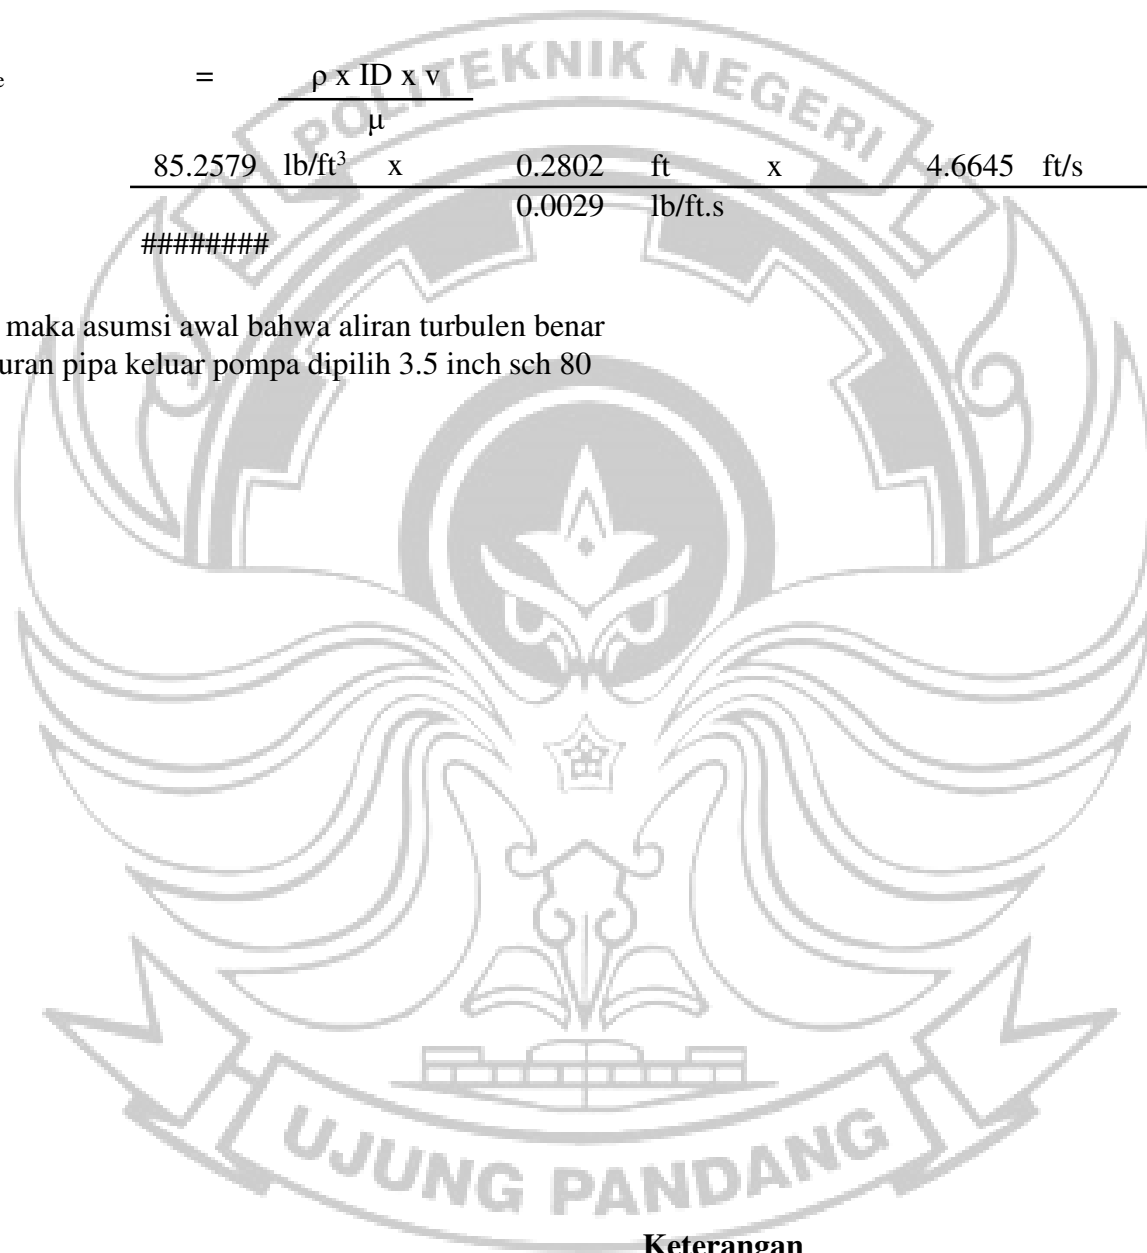 e = ρ x ID x v
μ
85.2579 lb/ft³ x 0.2802 ft x 4.6645 ft/s
0.0029 lb/ft.s
########
maka asumsi awal bahwa aliran turbulen benar
uran pipa keluar pompa dipilih 3.5 inch sch 80
POLITEKNIK NEGERI
UJUNG PANDANG
Keterangan